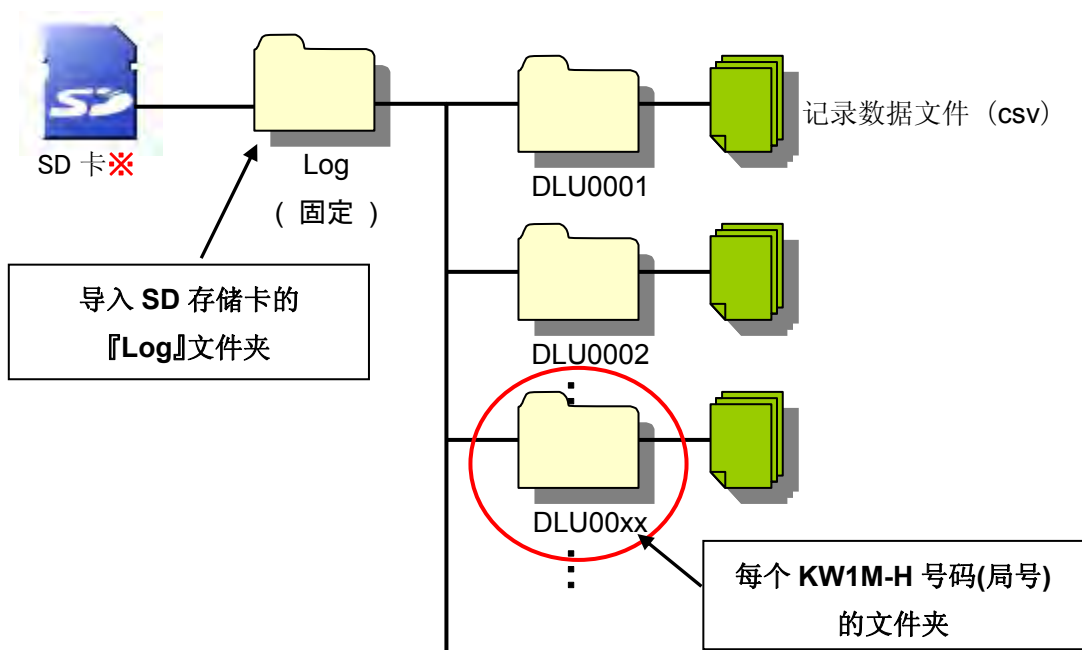 SD
SD 卡※
Log
( 固定 )
DLU0001
记录数据文件（csv）
导入 SD 存储卡的
『Log』文件夹
DLU0002
DLU00xx
每个 KW1M-H 号码(局号)
的文件夹